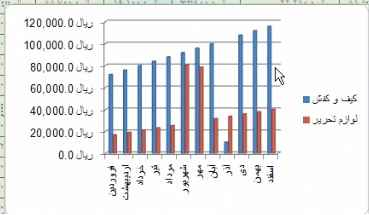 120,000.0 ریال
100,000.0 ریال
80,000.0 ریال
60,000.0 ریال
40,000.0 ریال
20,000.0 ریال
0.0 ریال
فروردین
اردیبهشت
خرداد
تیر
مرداد
شهریور
مهر
آبان
آذر
دی
بهمن
اسفند
کیف و کفش
لوازم تحریر